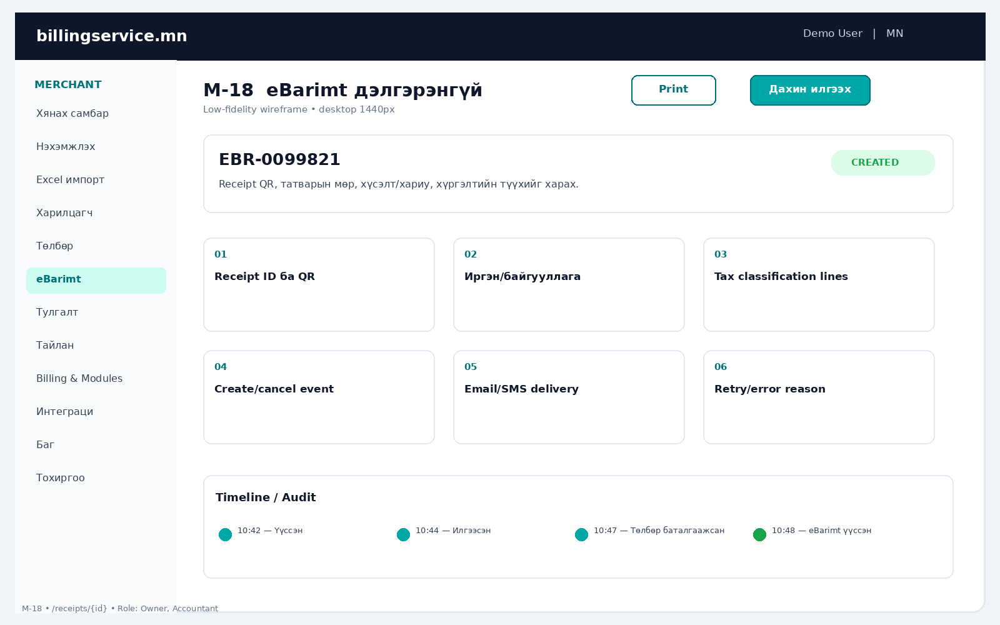 billingservice.mn
Demo User | MN
MERCHANT
Хянах самбар
Нэхэмжлэх
Excel импорт
Харилцагч
Төлбөр
eBarimt
Тулгалт
Тайлан
Billing & Modules
Интеграци
Баг
Тохиргоо
M-18 eBarimt дэлгэрэнгүй
Low-fidelity wireframe • desktop 1440px
Print
Дахин илгээх
EBR-0099821
CREATED
Receipt QR, татварын мөр, хүсэлт/хариу, хүргэлтийн түүхийг харах.
01
Receipt ID ба QR
02
Иргэн/байгууллага
03
Tax classification lines
04
Create/cancel event
05
Email/SMS delivery
06
Retry/error reason
Timeline / Audit
10:42 — Үүссэн
10:44 — Илгээсэн
10:47 — Төлбөр баталгаажсан
10:48 — eBarimt үүссэн
M-18 • /receipts/{id} • Role: Owner, Accountant